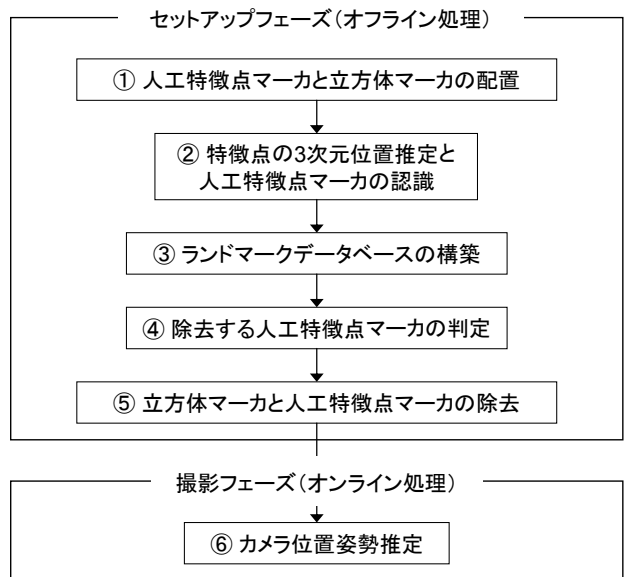 セットアップフェーズ（オフライン処理）
① 人工特徴点マーカと立方体マーカの配置
② 特徴点の3次元位置推定と
人工特徴点マーカの認識
③ ランドマークデータベースの構築
④ 除去する人工特徴点マーカの判定
⑤ 立方体マーカと人工特徴点マーカの除去
撮影フェーズ（オンライン処理）
⑥ カメラ位置姿勢推定